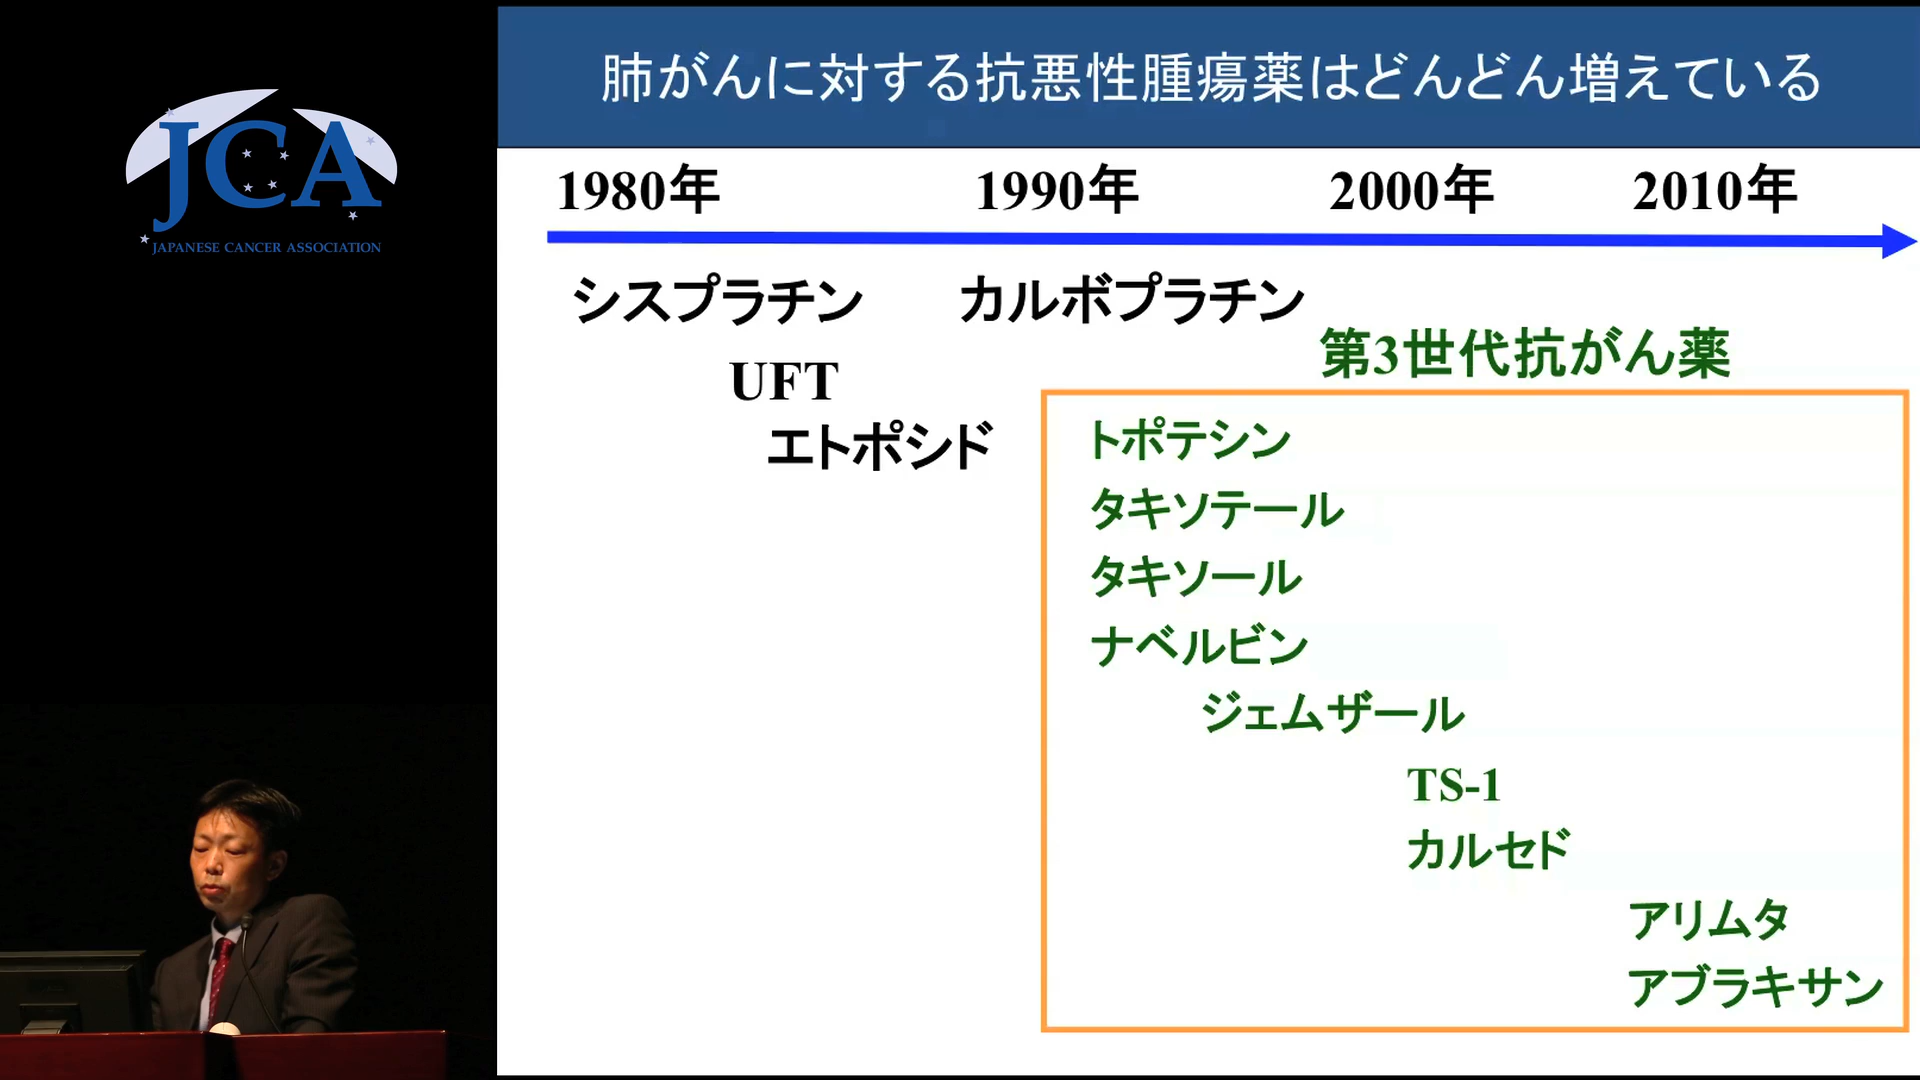 JCA
JAPANESE CANCER ASSOCIATION
肺がんに対する抗悪性腫瘍薬はどんどん増えている
1980年 1990年 2000年 2010年
シスプラチン カルボプラチン
第3世代抗がん薬
UFT
エトポシド
トポテシン
タキソテール
タキソール
ナベルビン
ジェムザール
TS-1
カルセド
アリムタ
アブラキサン